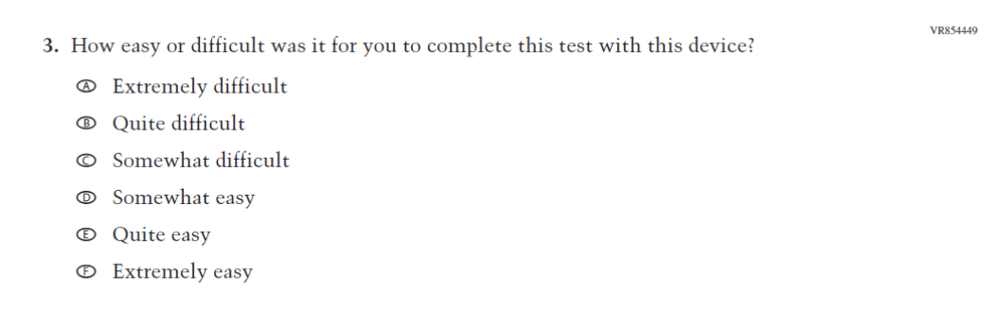 VR854449
3. How easy or difficult was it for you to complete this test with this device?
Ⓐ Extremely difficult
Ⓑ Quite difficult
Ⓒ Somewhat difficult
Ⓓ Somewhat easy
Ⓔ Quite easy
Ⓕ Extremely easy